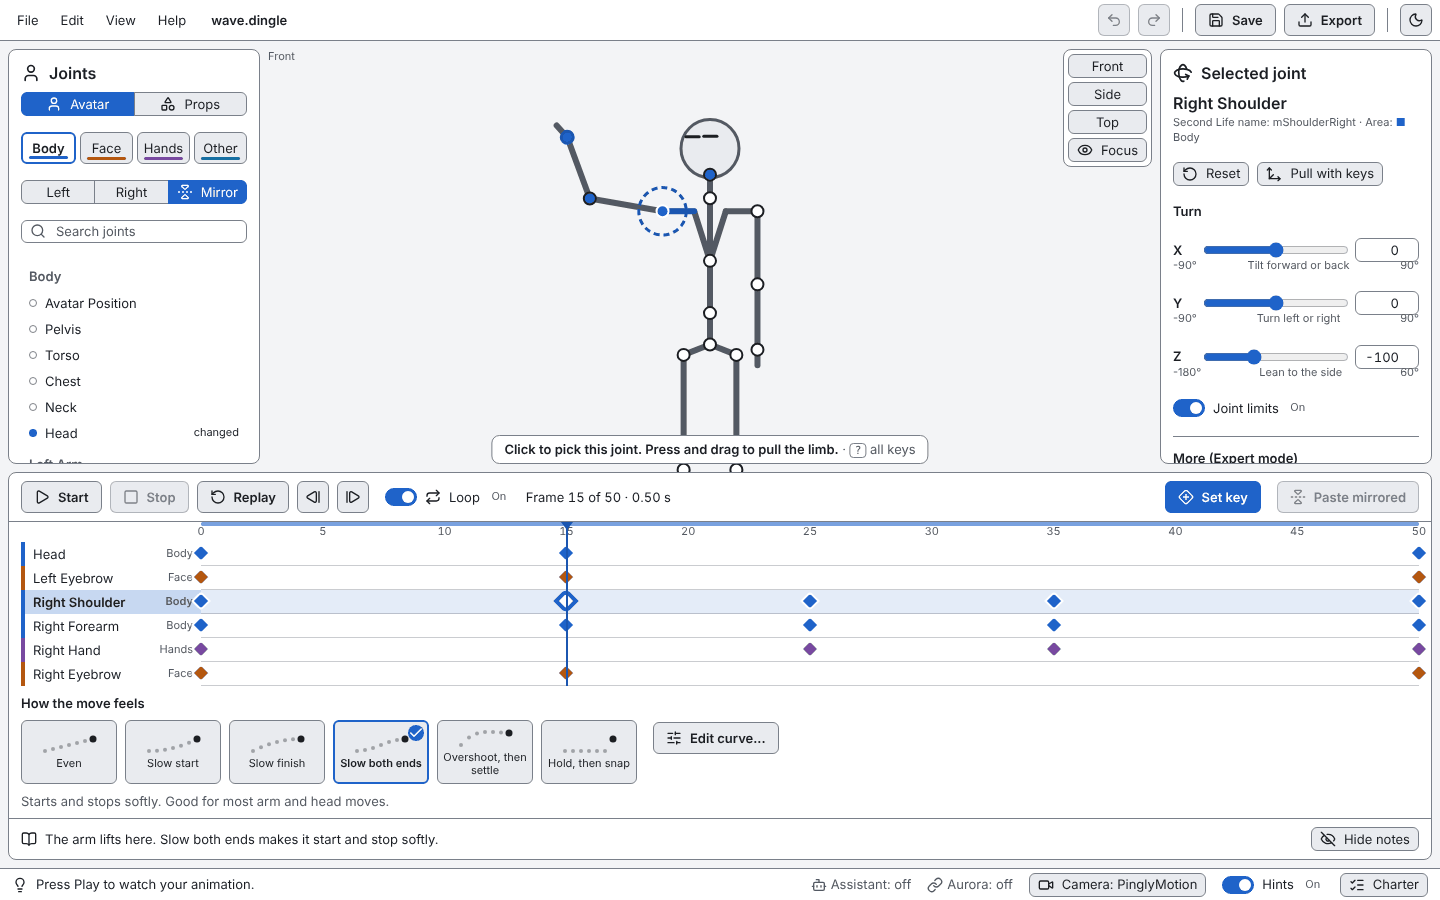 File Edit View Help wave.dingle Save Export
Joints
Avatar Props
Body Face Hands Other
Left Right Mirror
Search joints
Body
Avatar Position
Pelvis
Torso
Chest
Neck
Head changed
Left Arm
Front
Front
Side
Top
Focus
Click to pick this joint. Press and drag to pull the limb. · ? all keys
Selected joint
Right Shoulder
Second Life name: mShoulderRight · Area:
Body
Reset Pull with keys
Turn
X 0
-90° Tilt forward or back 90°
Y 0
-90° Turn left or right 90°
Z -100
-180° Lean to the side 60°
Joint limits On
More (Expert mode)
Start Stop Replay Loop On Frame 15 of 50 · 0.50 s Set key Paste mirrored
0 5 10 15 20 25 30 35 40 45 50
Head Body
Left Eyebrow Face
Right Shoulder Body
Right Forearm Body
Right Hand Hands
Right Eyebrow Face
How the move feels
Even Slow start Slow finish Slow both ends Overshoot, then settle Hold, then snap Edit curve...
Starts and stops softly. Good for most arm and head moves.
The arm lifts here. Slow both ends makes it start and stop softly. Hide notes
Press Play to watch your animation. Assistant: off Aurora: off Camera: PinglyMotion Hints On Charter